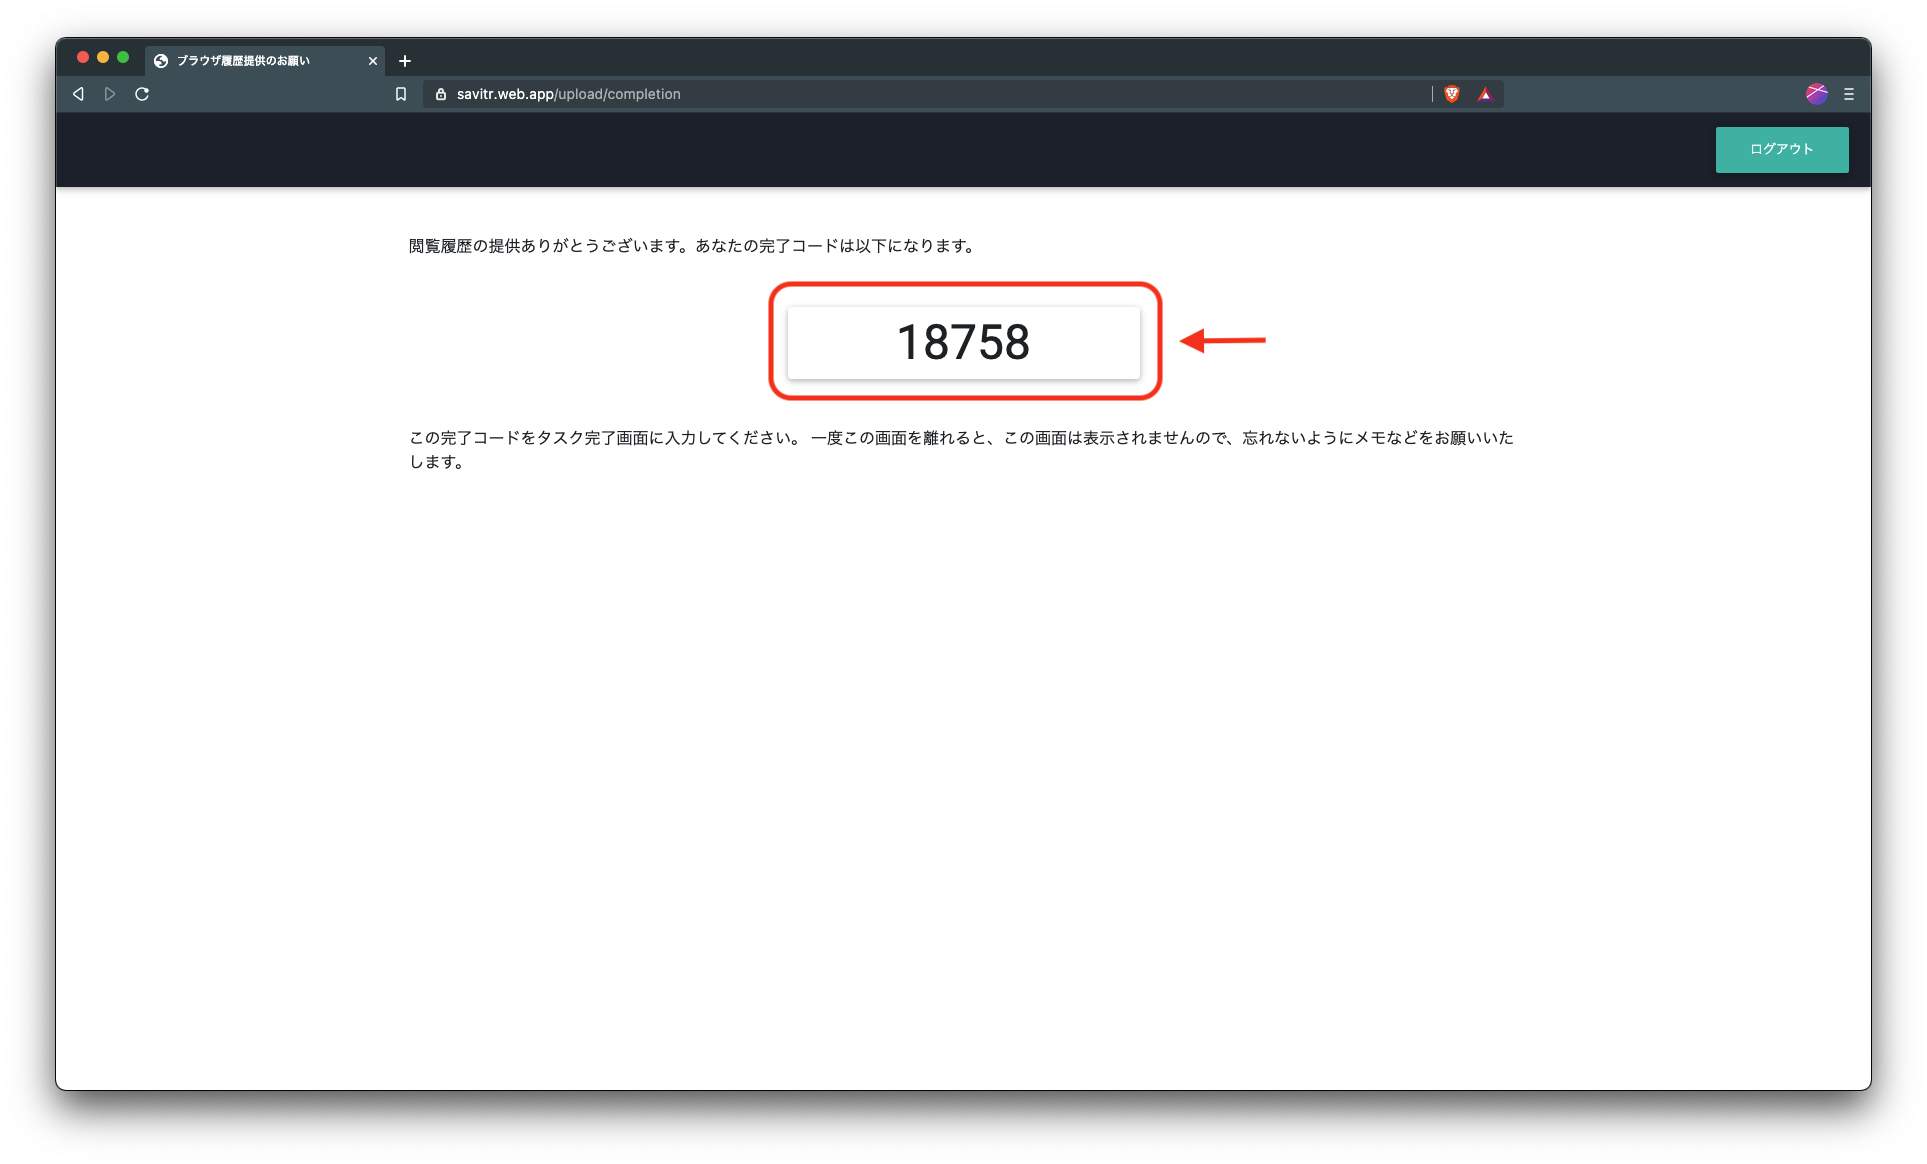 ブラウザ履歴提供のお願い
savitr.web.app/upload/completion
ログアウト
閲覧履歴の提供ありがとうございます。あなたの完了コードは以下になります。
18758
この完了コードをタスク完了画面に入力してください。 一度この画面を離れると、この画面は表示されませんので、忘れないようにメモなどをお願いいた
します。